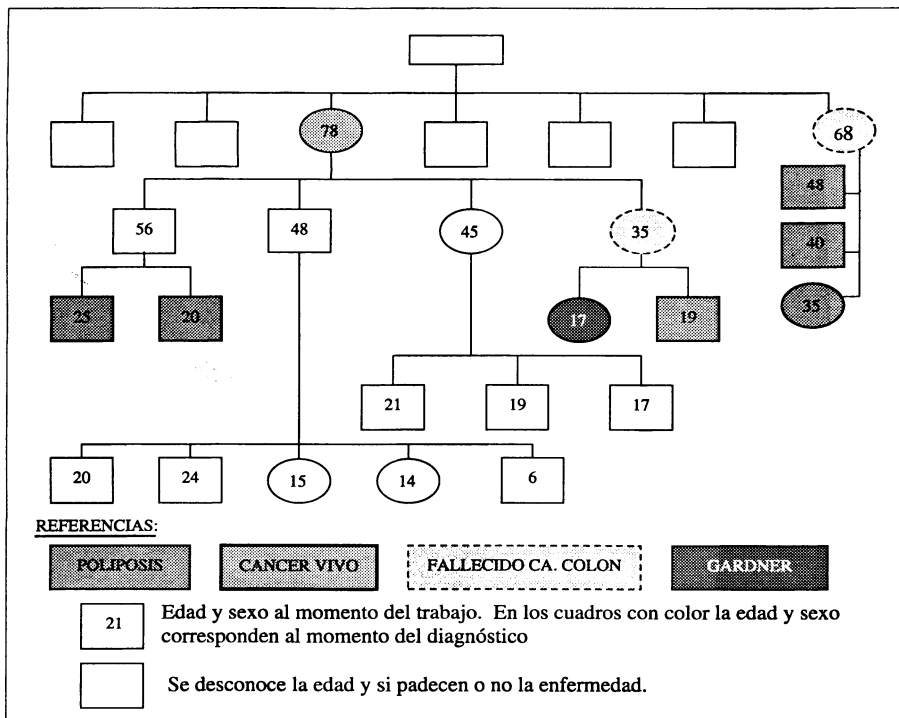 78
68
48
40
35
56
48
45
35
25
20
17
19
21
19
17
20
24
15
14
6
REFERENCIAS:
POLIPOSIS
CANCER VIVO
FALLECIDO CA. COLON
GARDNER
21
Edad y sexo al momento del trabajo. En los cuadros con color la edad y sexo
corresponden al momento del diagnóstico
Se desconoce la edad y si padecen o no la enfermedad.